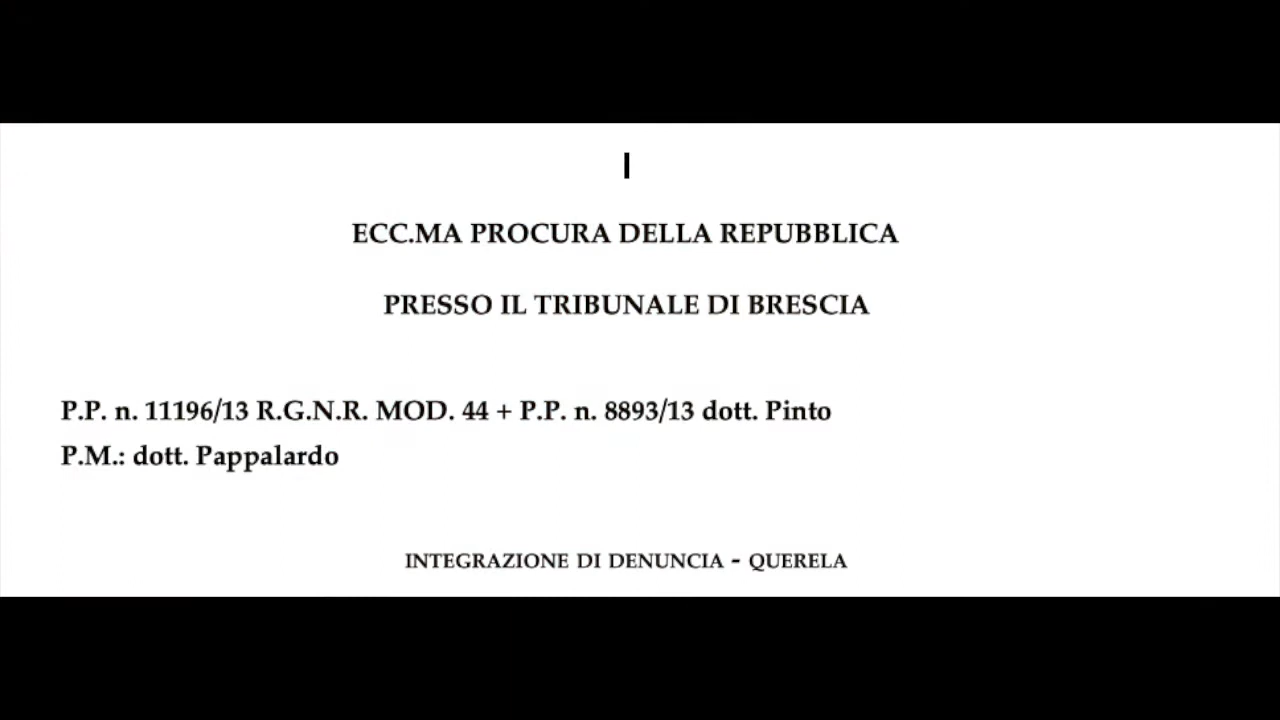 I
ECC.MA PROCURA DELLA REPUBBLICA
PRESSO IL TRIBUNALE DI BRESCIA
P.P. n. 11196/13 R.G.N.R. MOD. 44 + P.P. n. 8893/13 dott. Pinto
P.M.: dott. Pappalardo
INTEGRAZIONE DI DENUNCIA - QUERELA